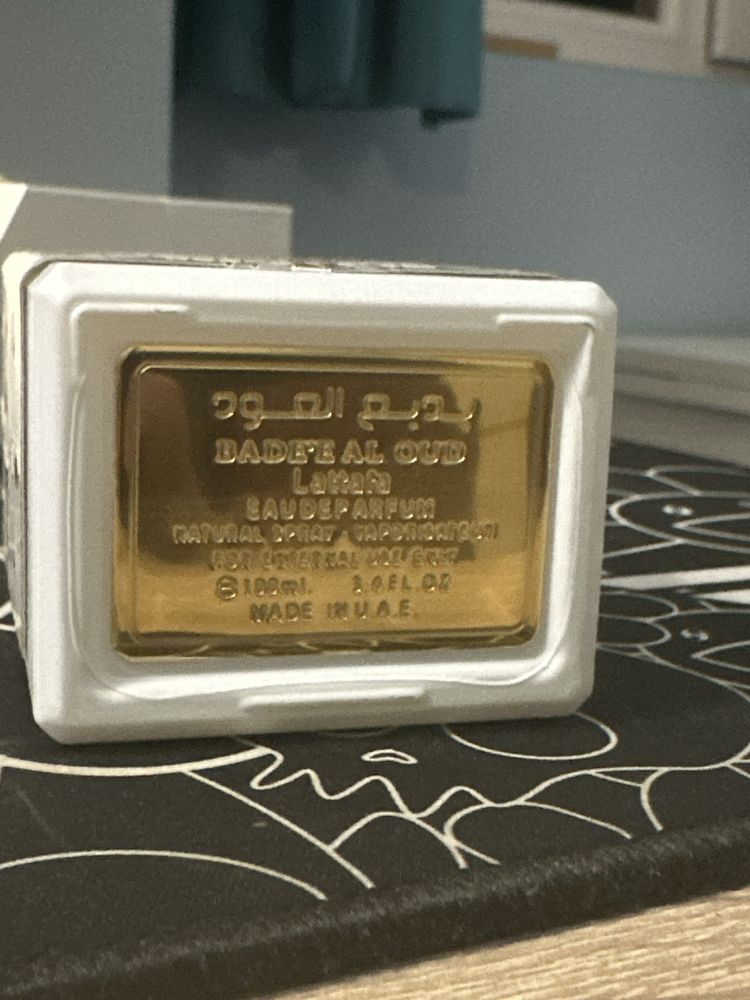 بديع العود
BADE'E AL OUD
Lattafa
EAU DE PARFUM
NATURAL SPRAY - VAPORISATEUR
FOR EXTERNAL USE ONLY
℮ 100ml. 3.4 FL.OZ
MADE IN U.A.E.